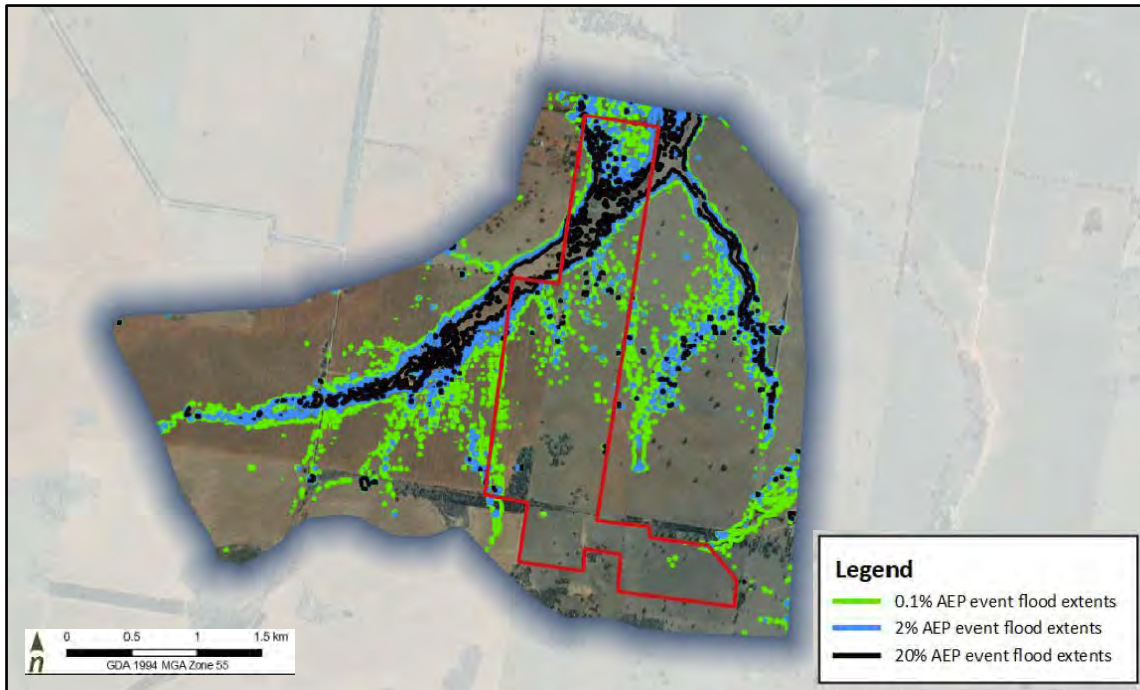 Legend
0.1% AEP event flood extents
2% AEP event flood extents
20% AEP event flood extents
0 0.5 1 1.5 km
n
GDA 1994 MGA Zone 55